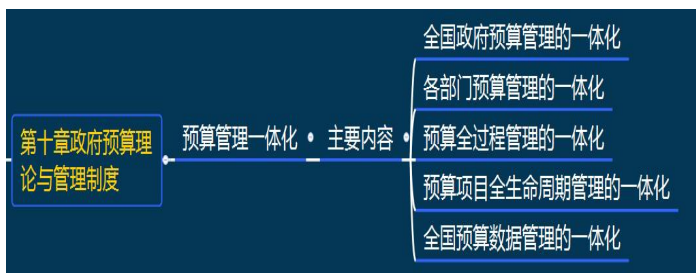 第十章政府预算理
论与管理制度
预算管理一体化
主要内容
全国政府预算管理的一体化
各部门预算管理的一体化
预算全过程管理的一体化
预算项目全生命周期管理的一体化
全国预算数据管理的一体化